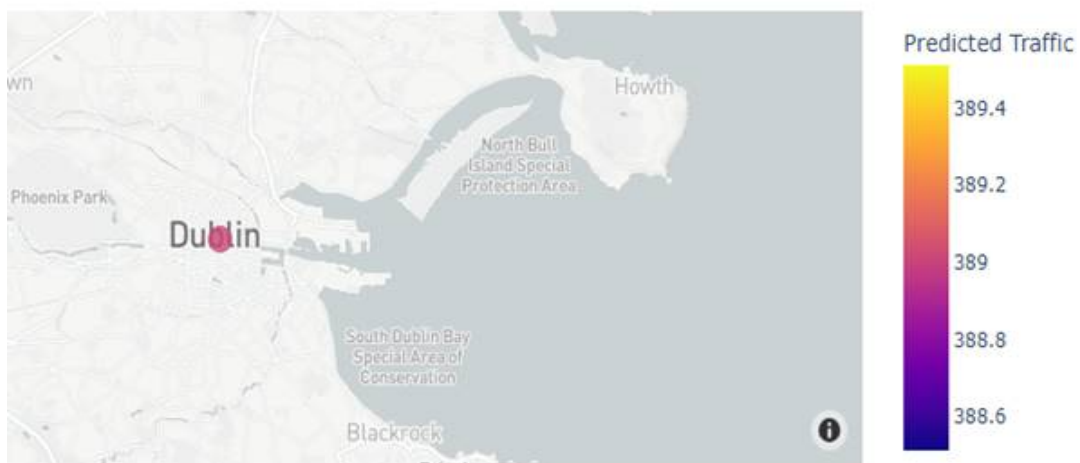 Predicted Traffic
wn
Howth
389.4
North Bull
Island Special
Protection Area
389.2
Phoenix Park
Dublin
389
388.8
South Dublin Bay
Special Area of
Conservation
388.6
Blackrock